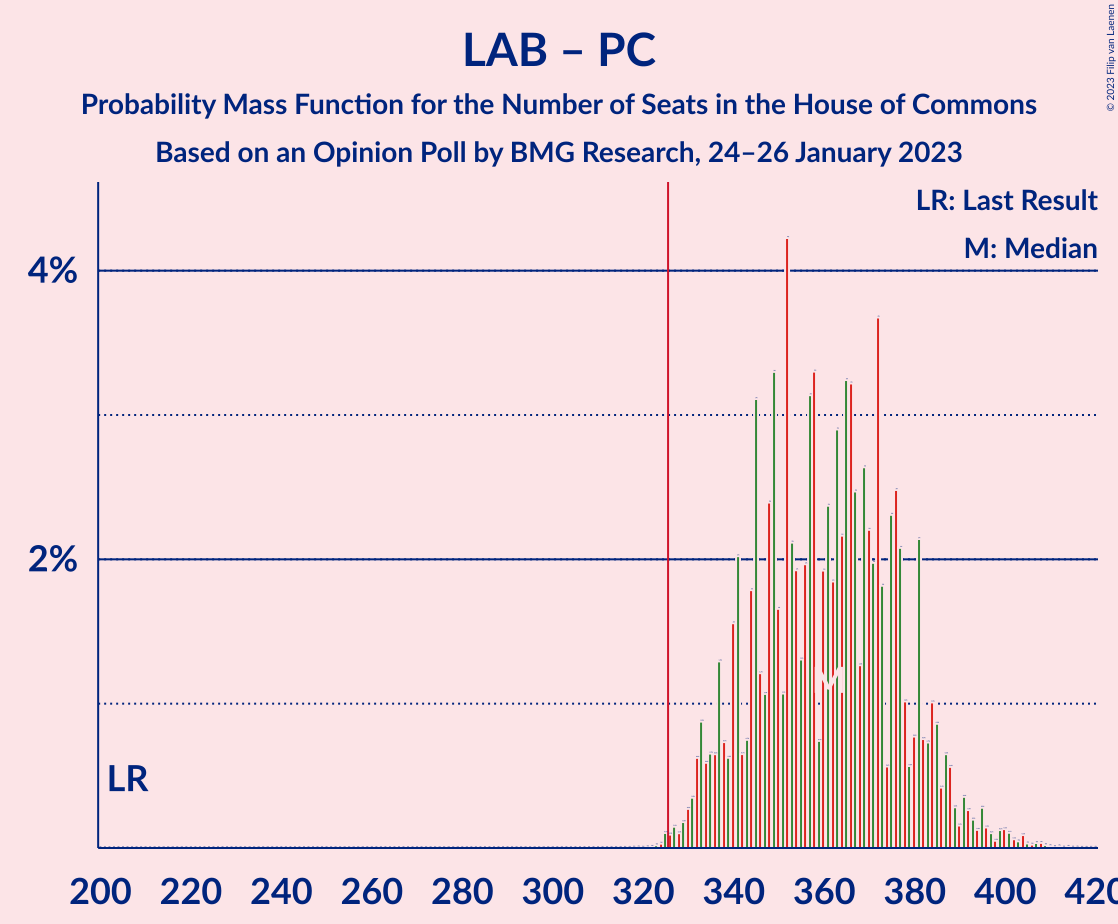 LAB – PC
Probability Mass Function for the Number of Seats in the House of Commons
Based on an Opinion Poll by BMG Research, 24–26 January 2023
© 2023 Filip van Laenen
LR: Last Result
M: Median
4%
2%
LR
M
200 220 240 260 280 300 320 340 360 380 400 420